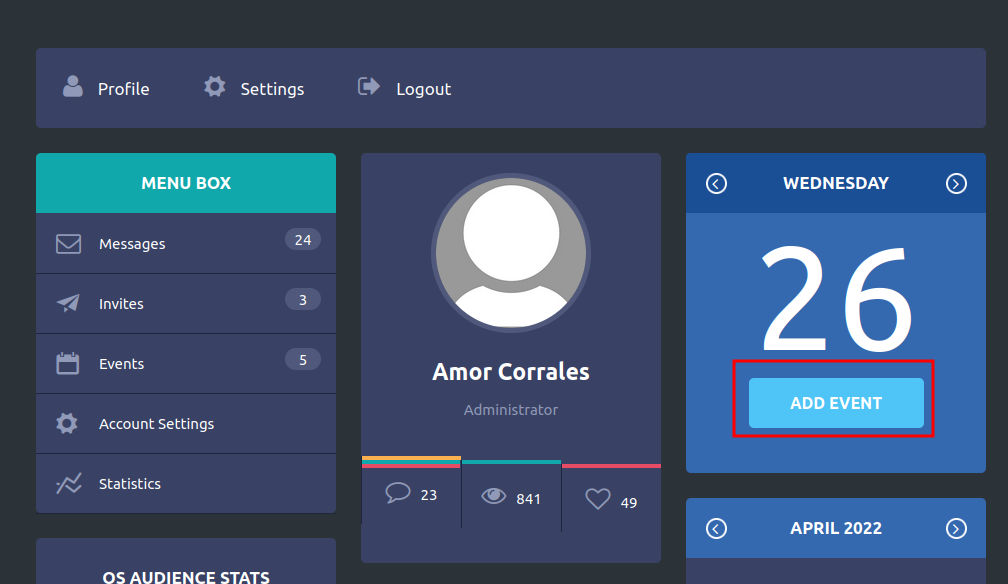 Profile
Settings
Logout
MENU BOX
Messages
24
Invites
3
Events
5
Account Settings
Statistics
OS AUDIENCE STATS
Amor Corrales
Administrator
23
841
49
WEDNESDAY
26
ADD EVENT
APRIL 2022